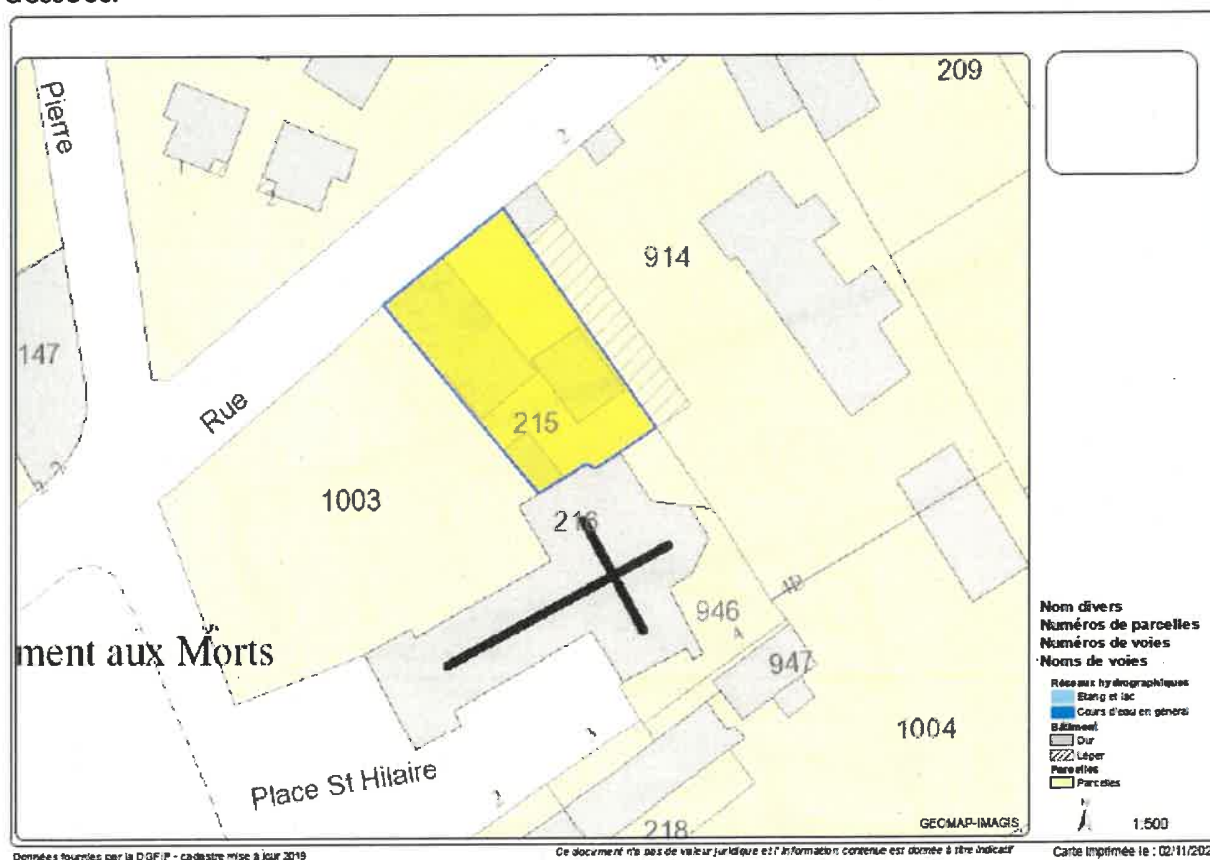 209
Pierre
2
914
147
Rue
215
1003
216
946
ment aux Morts
947
1004
Place St Hilaire
218
GEOMAP-IMAGIS
Nom divers
Numéros de parcelles
Numéros de voies
Noms de voies
Réseaux hydrographiques
Etang et lac
Cours d'eau en général
Bâtiment
Dur
Léger
Parcelles
Parcelles
N
1:500
Données fournies par la DGFiP - cadastre mise à jour 2019
Ce document n'a pas de valeur juridique et l'information contenue est donnée à titre indicatif
Carte Imprimée le : 02/11/202